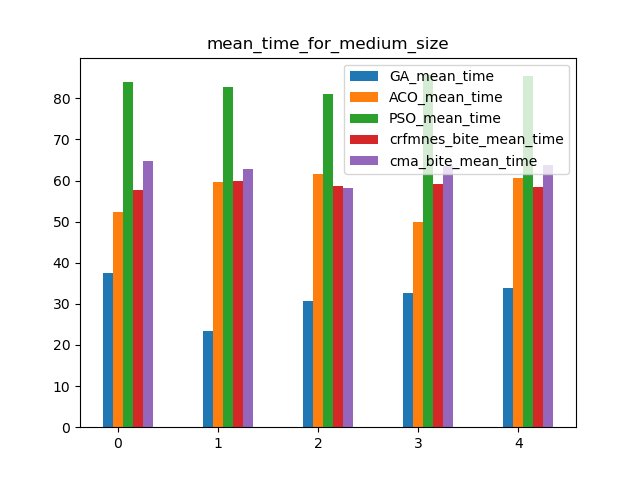 mean_time_for_medium_size
GA_mean_time
ACO_mean_time
PSO_mean_time
crfmnes_bite_mean_time
cma_bite_mean_time
80
70
60
50
40
30
20
10
0
0 1 2 3 4